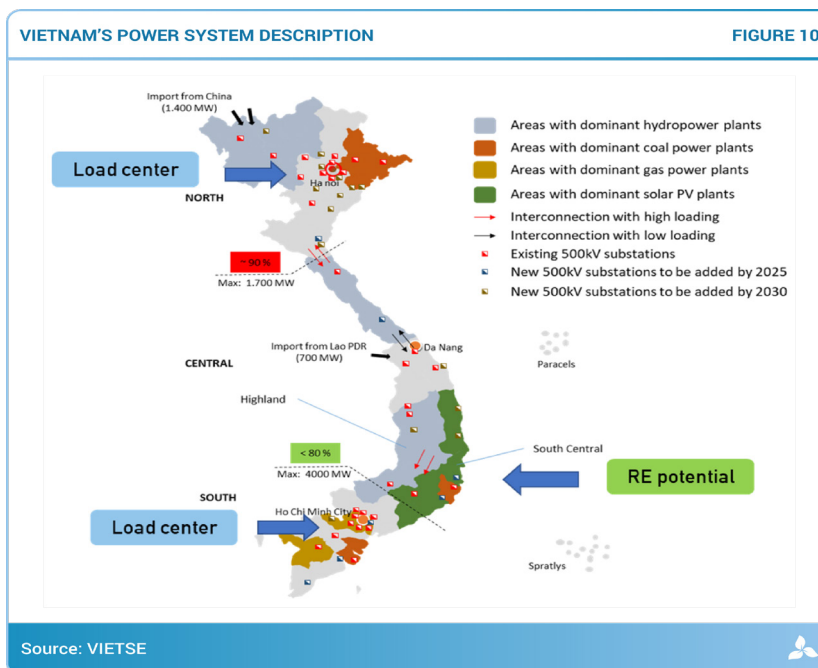 VIETNAM'S POWER SYSTEM DESCRIPTION
FIGURE 10
Import from China
(1.400 MW)
Load center
NORTH
Ha noi
Areas with dominant hydropower plants
Areas with dominant coal power plants
Areas with dominant gas power plants
Areas with dominant solar PV plants
Interconnection with high loading
Interconnection with low loading
Existing 500kV substations
New 500kV substations to be added by 2025
New 500kV substations to be added by 2030
~ 90 %
Max: 1.700 MW
Import from Lao PDR
(700 MW)
Da Nang
CENTRAL
Paracels
Highland
< 80 %
Max: 4000 MW
South Central
RE potential
SOUTH
Ho Chi Minh City
Load center
Spratlys
Source: VIETSE